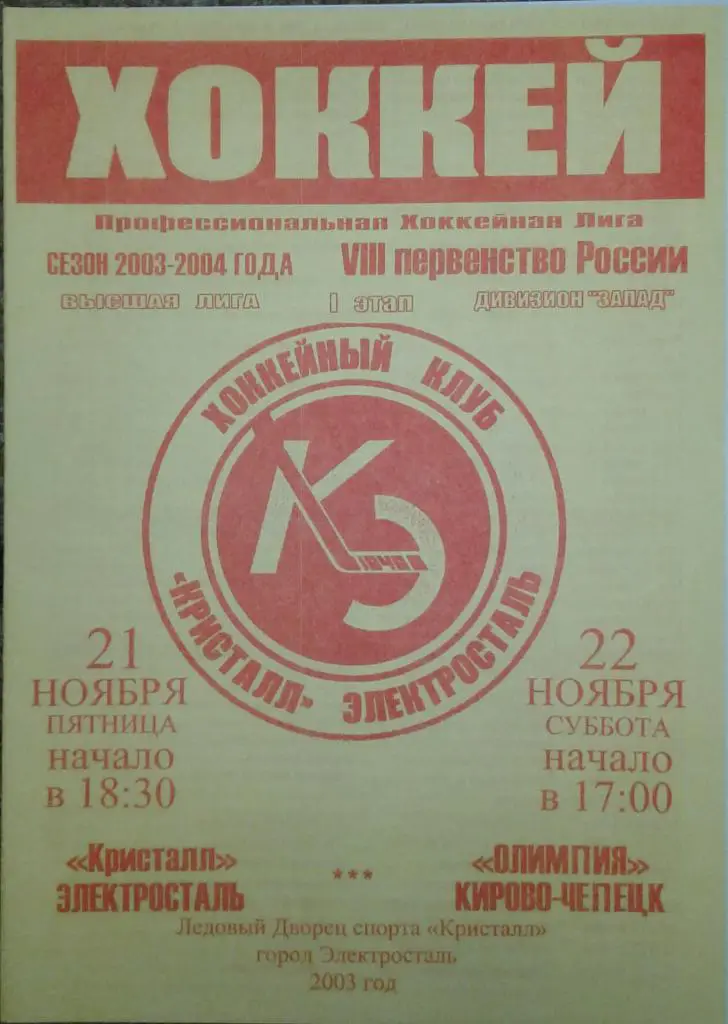 ХОККЕЙ
Профессиональная Хоккейная Лига
СЕЗОН 2003-2004 ГОДА VIII первенство России
ВЫСШАЯ ЛИГА I этап ДИВИЗИОН "ЗАПАД"
ХОККЕЙНЫЙ КЛУБ
КЭ
«КРИСТАЛЛ» ЭЛЕКТРОСТАЛЬ
21
НОЯБРЯ
ПЯТНИЦА
начало
в 18:30
22
НОЯБРЯ
СУББОТА
начало
в 17:00
«Кристалл»
ЭЛЕКТРОСТАЛЬ
***
«ОЛИМПИЯ»
КИРОВО-ЧЕПЕЦК
Ледовый Дворец спорта «Кристалл»
город Электросталь
2003 год